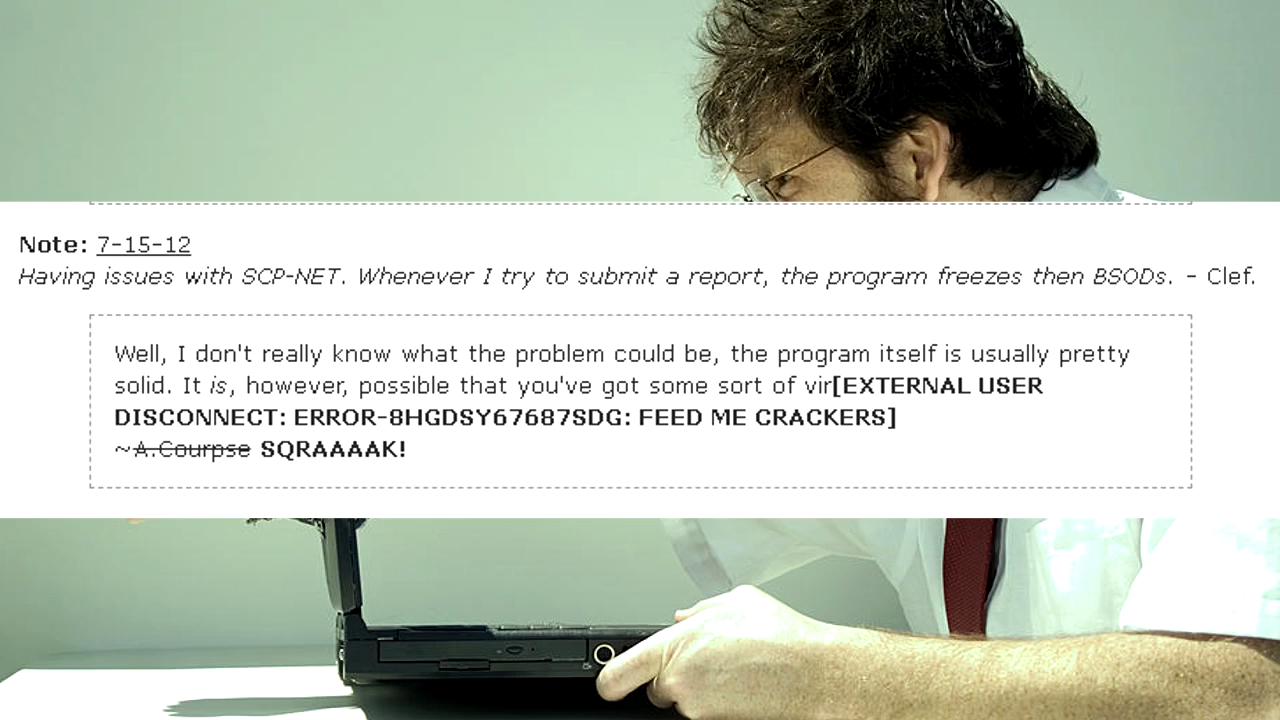 Note: 7-15-12
Having issues with SCP-NET. Whenever I try to submit a report, the program freezes then BSODs. - Clef.
Well, I don't really know what the problem could be, the program itself is usually pretty
solid. It is, however, possible that you've got some sort of vir[EXTERNAL USER
DISCONNECT: ERROR-8HGDSY67687SDG: FEED ME CRACKERS]
~A.Courpse SQRAAAAK!